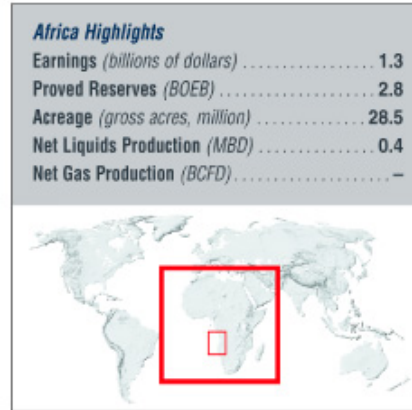 Africa Highlights
Earnings (billions of dollars) ................. 1.3
Proved Reserves (BOEB) ................ 2.8
Acreage (gross acres, million) ............. 28.5
Net Liquids Production (MBD) ............. 0.4
Net Gas Production (BCFD) ................. –